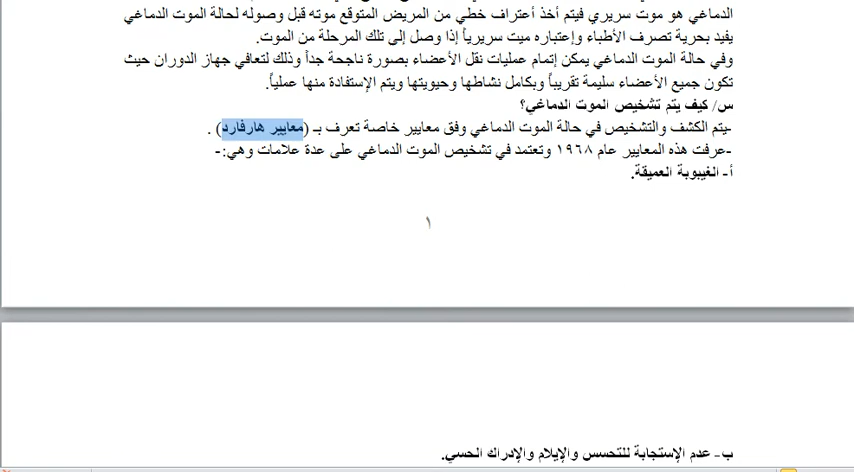 الدماغي هو موت سريري فيتم أخذ أعتراف خطي من المريض المتوقع موته قبل وصوله لحالة الموت الدماغي
يفيد بحرية تصرف الأطباء وإعتباره ميت سريرياً إذا وصل إلى تلك المرحلة من الموت.
وفي حالة الموت الدماغي يمكن إتمام عمليات نقل الأعضاء بصورة ناجحة جداً وذلك لتعافي جهاز الدوران حيث
تكون جميع الأعضاء سليمة تقريباً وبكامل نشاطها وحيويتها ويتم الإستفادة منها عملياً.
س/ كيف يتم تشخيص الموت الدماغي؟
-يتم الكشف والتشخيص في حالة الموت الدماغي وفق معايير خاصة تعرف بـ (معايير هارفارد) .
-عرفت هذه المعايير عام ١٩٦٨ وتعتمد في تشخيص الموت الدماغي على عدة علامات وهي:-
أ- الغيبوبة العميقة.
١
ب- عدم الإستجابة للتحسس والإيلام والإدراك الحسي.